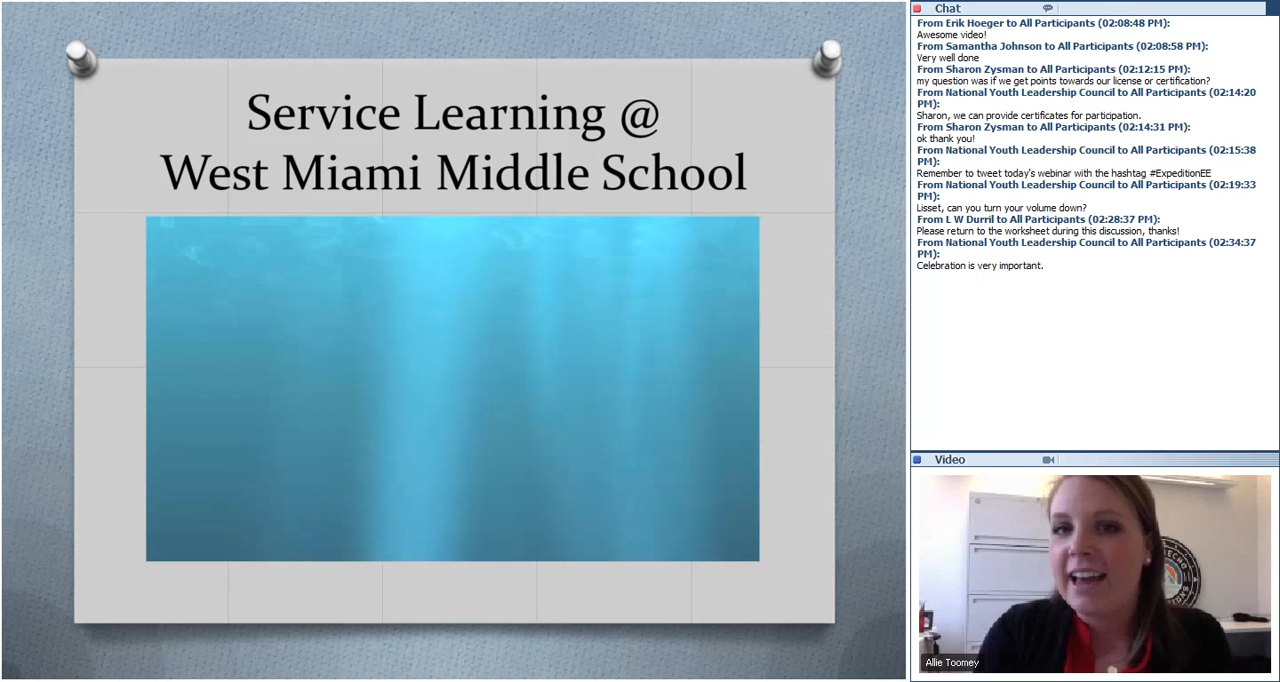 Service Learning @
West Miami Middle School
Chat
From Erik Hoeger to All Participants (02:08:48 PM):
Awesome video!
From Samantha Johnson to All Participants (02:08:58 PM):
Very well done
From Sharon Zysman to All Participants (02:12:15 PM):
my question was if we get points towards our license or certification?
From National Youth Leadership Council to All Participants (02:14:20
PM):
Sharon, we can provide certificates for participation.
From Sharon Zysman to All Participants (02:14:31 PM):
ok thank you!
From National Youth Leadership Council to All Participants (02:15:38
PM):
Remember to tweet today's webinar with the hashtag #ExpeditionEE
From National Youth Leadership Council to All Participants (02:19:33
PM):
Lisset, can you turn your volume down?
From L W Durril to All Participants (02:28:37 PM):
Please return to the worksheet during this discussion, thanks!
From National Youth Leadership Council to All Participants (02:34:37
PM):
Celebration is very important.
Video
Allie Toomey